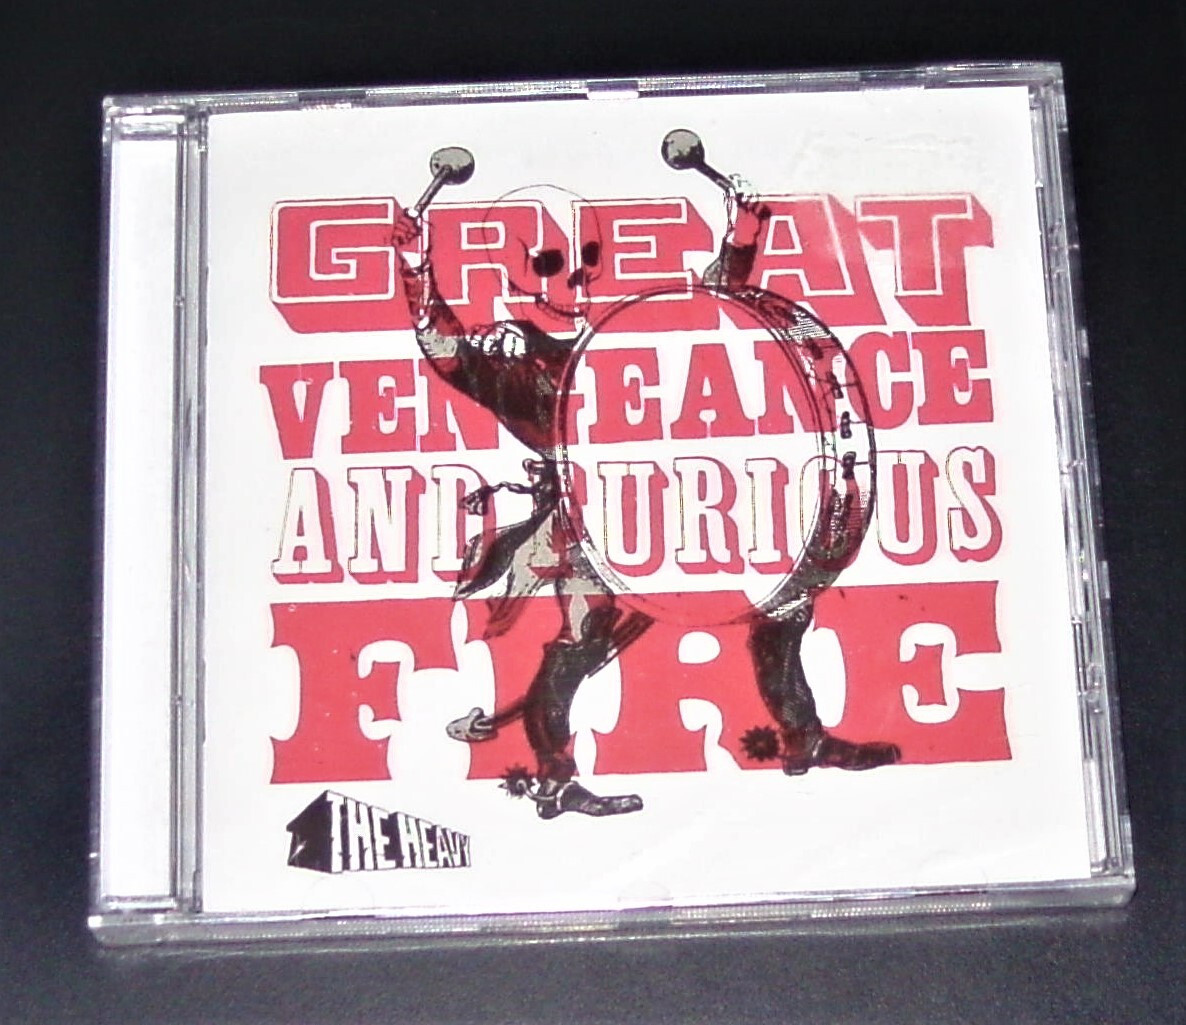 GREAT
VENGEANCE
AND FURIOUS
FIRE
THE HEAVY